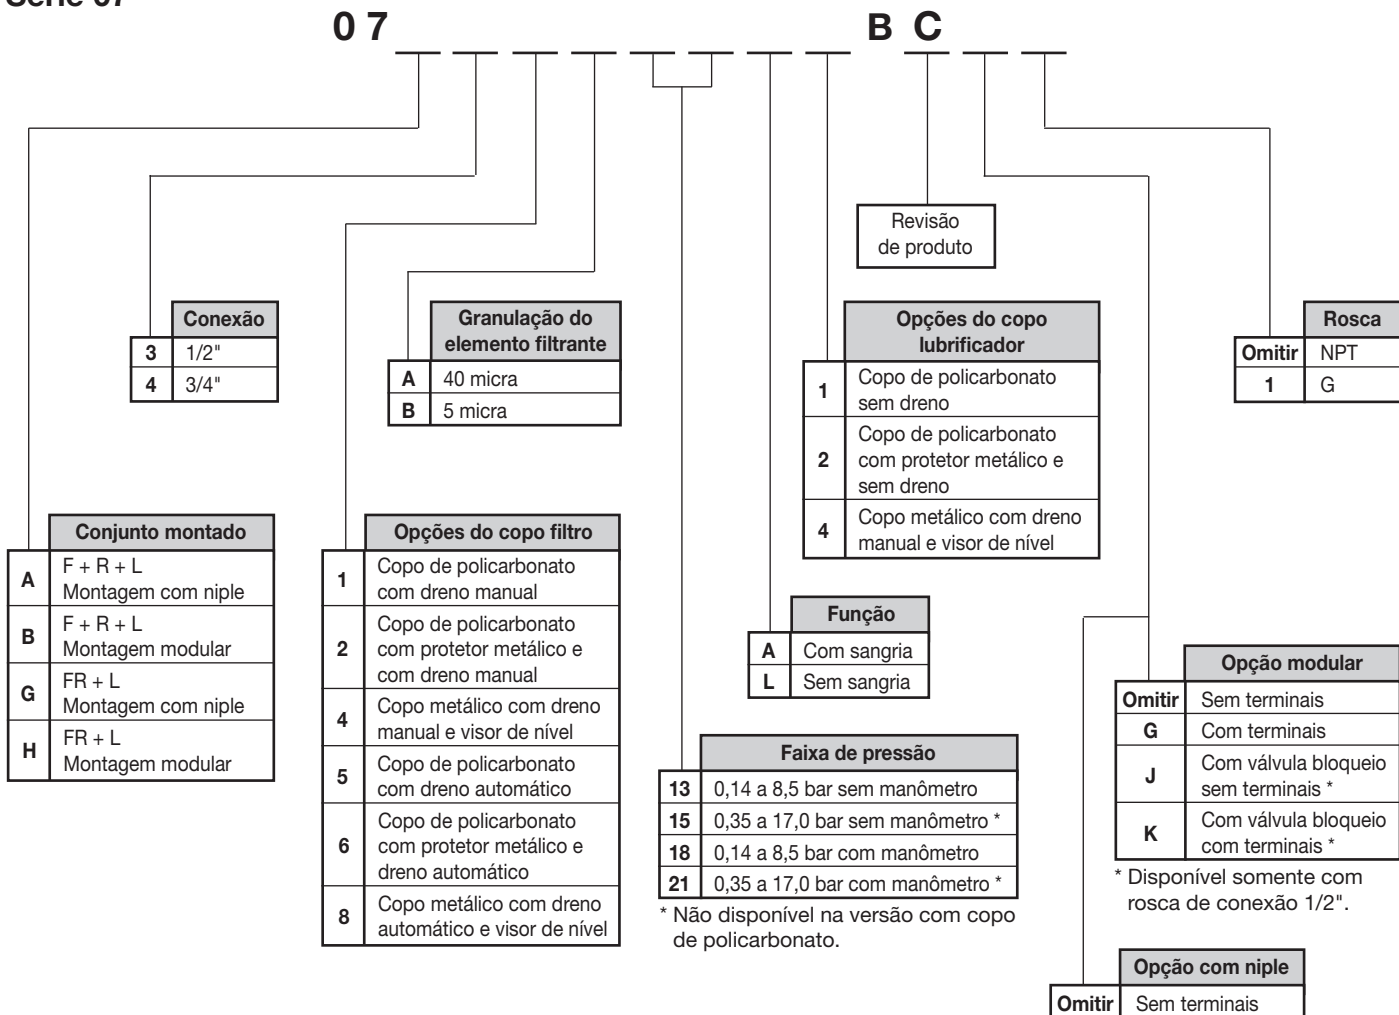 Série 07
0 7 B C
Revisão
de produto
Conexão
3 1/2"
4 3/4"
Granulação do
elemento filtrante
A 40 micra
B 5 micra
Opções do copo
lubrificador
1 Copo de policarbonato
sem dreno
2 Copo de policarbonato
com protetor metálico e
sem dreno
4 Copo metálico com dreno
manual e visor de nível
Rosca
Omitir NPT
1 G
Conjunto montado
A F + R + L
Montagem com niple
B F + R + L
Montagem modular
G FR + L
Montagem com niple
H FR + L
Montagem modular
Opções do copo filtro
1 Copo de policarbonato
com dreno manual
2 Copo de policarbonato
com protetor metálico e
com dreno manual
4 Copo metálico com dreno
manual e visor de nível
5 Copo de policarbonato
com dreno automático
6 Copo de policarbonato
com protetor metálico e
dreno automático
8 Copo metálico com dreno
automático e visor de nível
Função
A Com sangria
L Sem sangria
Faixa de pressão
13 0,14 a 8,5 bar sem manômetro
15 0,35 a 17,0 bar sem manômetro *
18 0,14 a 8,5 bar com manômetro
21 0,35 a 17,0 bar com manômetro *
* Não disponível na versão com copo
de policarbonato.
Opção modular
Omitir Sem terminais
G Com terminais
J Com válvula bloqueio
sem terminais *
K Com válvula bloqueio
com terminais *
* Disponível somente com
rosca de conexão 1/2".
Opção com niple
Omitir Sem terminais